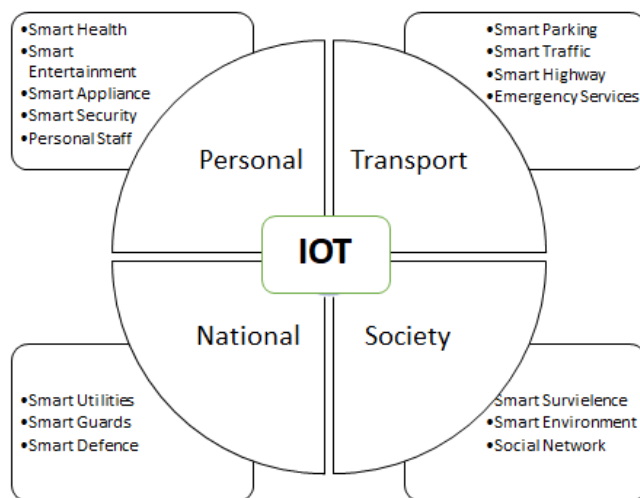 •Smart Health
•Smart
Entertainment
•Smart Appliance
•Smart Security
•Personal Staff
•Smart Parking
•Smart Traffic
•Smart Highway
•Emergency Services
Personal
Transport
IOT
National
Society
•Smart Utilities
•Smart Guards
•Smart Defence
Smart Survielence
•Smart Environment
•Social Network